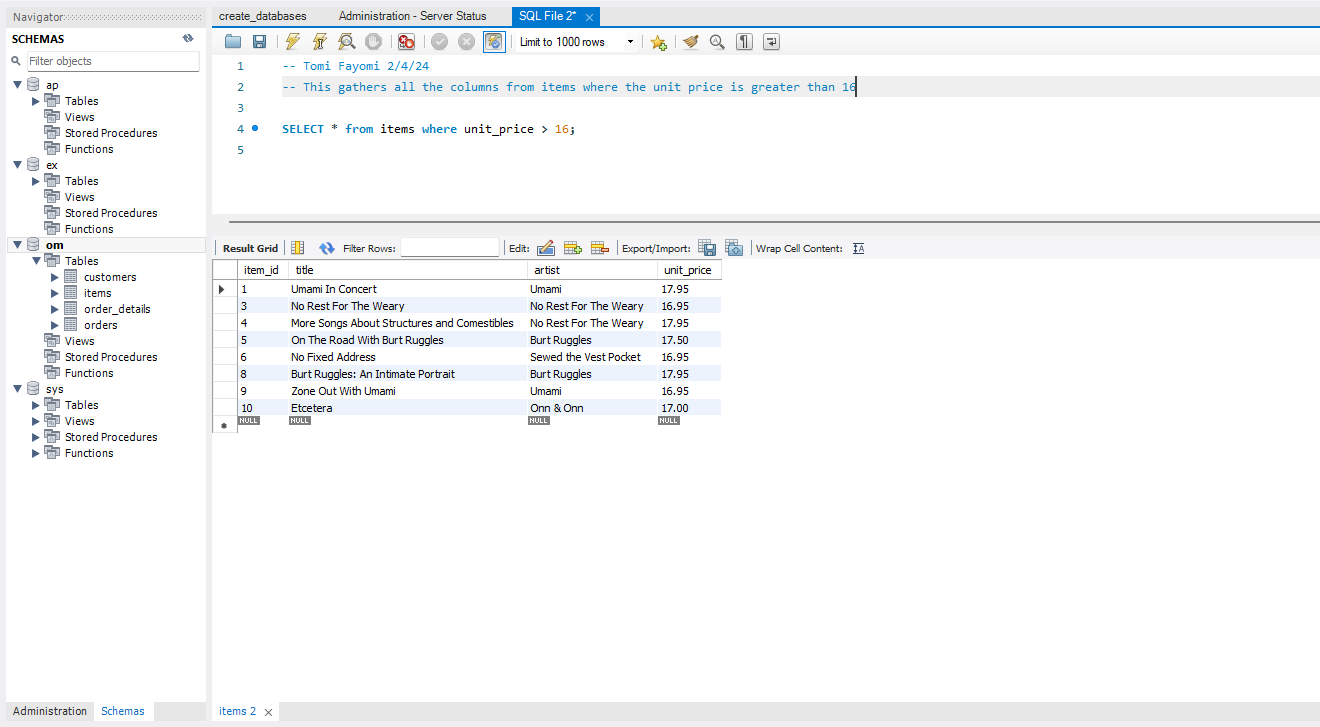 Navigator
create_databases Administration - Server Status SQL File 2*
SCHEMAS
Limit to 1000 rows
Filter objects
ap
Tables
Views
Stored Procedures
Functions
ex
Tables
Views
Stored Procedures
Functions
om
Tables
customers
items
order_details
orders
Views
Stored Procedures
Functions
sys
Tables
Views
Stored Procedures
Functions
Administration Schemas
1 -- Tomi Fayomi 2/4/24
2 -- This gathers all the columns from items where the unit price is greater than 16
3
4 SELECT * from items where unit_price > 16;
5
Result Grid Filter Rows: Edit: Export/Import: Wrap Cell Content: IA
item_id title artist unit_price
1 Umami In Concert Umami 17.95
3 No Rest For The Weary No Rest For The Weary 16.95
4 More Songs About Structures and Comestibles No Rest For The Weary 17.95
5 On The Road With Burt Ruggles Burt Ruggles 17.50
6 No Fixed Address Sewed the Vest Pocket 16.95
8 Burt Ruggles: An Intimate Portrait Burt Ruggles 17.95
9 Zone Out With Umami Umami 16.95
10 Etcetera Onn & Onn 17.00
NULL NULL NULL NULL
items 2